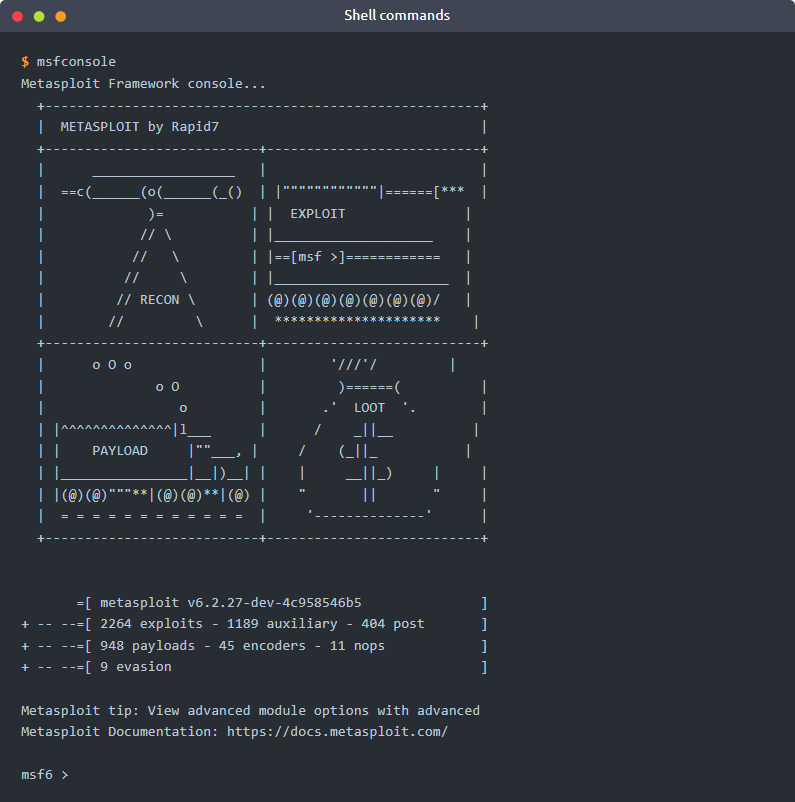 Shell commands
$ msfconsole
Metasploit Framework console...
  +-------------------------------------------------------+
  |  METASPLOIT by Rapid7                                 |
  +---------------------------+---------------------------+
  |      __________________   |                           |
  |  ==c(______(o(______(_()  | |""""""""""""|======[***  |
  |             )=           | |  EXPLOIT               |
  |            // \          | |____________________    |
  |           //   \         | |==[msf >]============   |
  |          //     \        | |______________________  |
  |         // RECON \       | (@)(@)(@)(@)(@)(@)(@)/   |
  |        //         \      |  *********************    |
  +---------------------------+---------------------------+
  |      o O o                |        '///'/         |
  |              o O          |         )======(          |
  |                 o         |       .'  LOOT  '.        |
  | |^^^^^^^^^^^^^^|l___      |      /    _||__          |
  | |    PAYLOAD     |""___, |     /    (_||_           |
  | |________________|__|)__| |    |     __||_)     |     |
  | |(@)(@)"""**|(@)(@)**|(@) |    "       ||       "     |
  |  = = = = = = = = = = = =  |     '--------------'      |
  +---------------------------+---------------------------+
       =[ metasploit v6.2.27-dev-4c958546b5               ]
+ -- --=[ 2264 exploits - 1189 auxiliary - 404 post       ]
+ -- --=[ 948 payloads - 45 encoders - 11 nops            ]
+ -- --=[ 9 evasion                                       ]
Metasploit tip: View advanced module options with advanced
Metasploit Documentation: https://docs.metasploit.com/
msf6 >